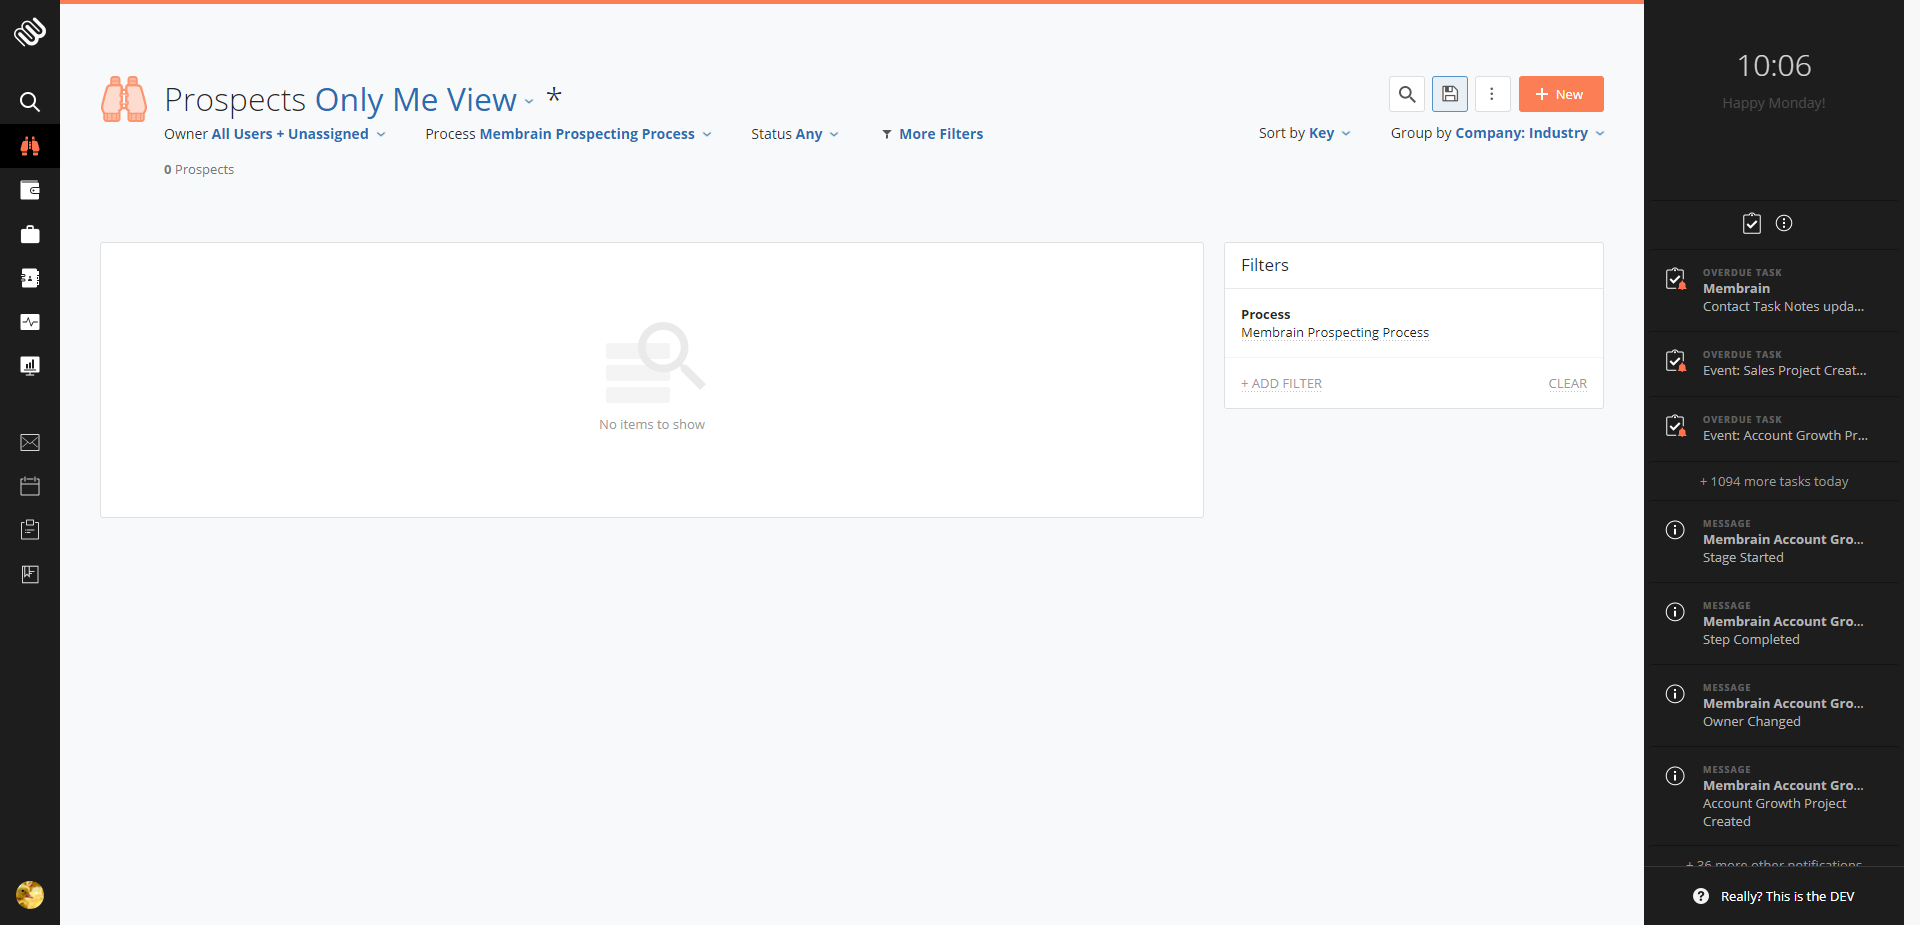 Prospects Only Me View *
Owner All Users + Unassigned
Process Membrain Prospecting Process
Status Any
More Filters
0 Prospects
New
Sort by Key
Group by Company: Industry
No items to show
Filters
Process
Membrain Prospecting Process
+ ADD FILTER
CLEAR
10:06
Happy Monday!
OVERDUE TASK
Membrain
Contact Task Notes upda...
OVERDUE TASK
Event: Sales Project Creat...
OVERDUE TASK
Event: Account Growth Pr...
+ 1094 more tasks today
MESSAGE
Membrain Account Gro...
Stage Started
MESSAGE
Membrain Account Gro...
Step Completed
MESSAGE
Membrain Account Gro...
Owner Changed
MESSAGE
Membrain Account Gro...
Account Growth Project
Created
+ 36 more other notifications
Really? This is the DEV